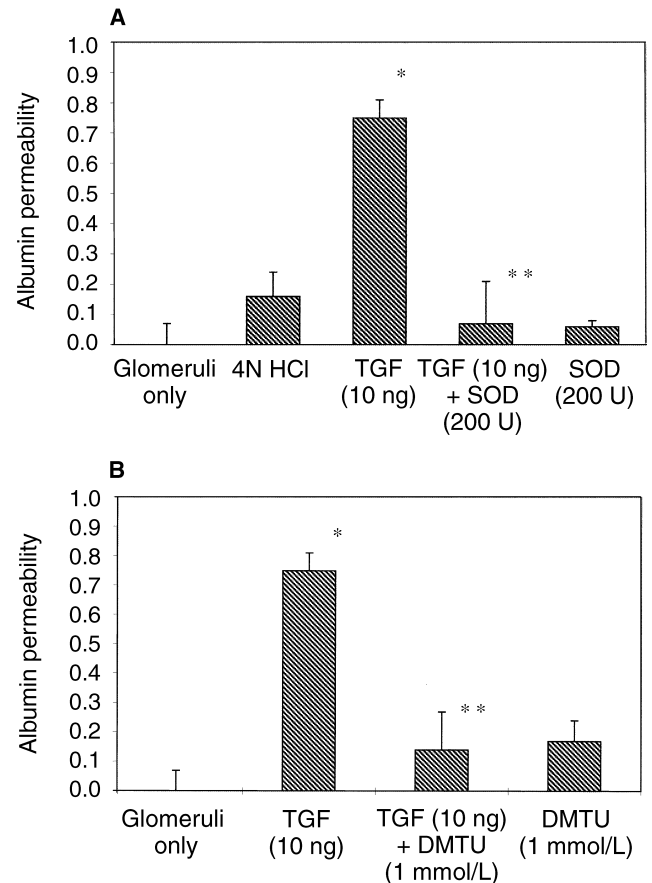 A
Albumin permeability
1.0
0.9
0.8
0.7
0.6
0.5
0.4
0.3
0.2
0.1
0.0
*
* *
Glomeruli only
4N HCl
TGF (10 ng)
TGF (10 ng) + SOD (200 U)
SOD (200 U)
B
Albumin permeability
1.0
0.9
0.8
0.7
0.6
0.5
0.4
0.3
0.2
0.1
0.0
*
* *
Glomeruli only
TGF (10 ng)
TGF (10 ng) + DMTU (1 mmol/L)
DMTU (1 mmol/L)